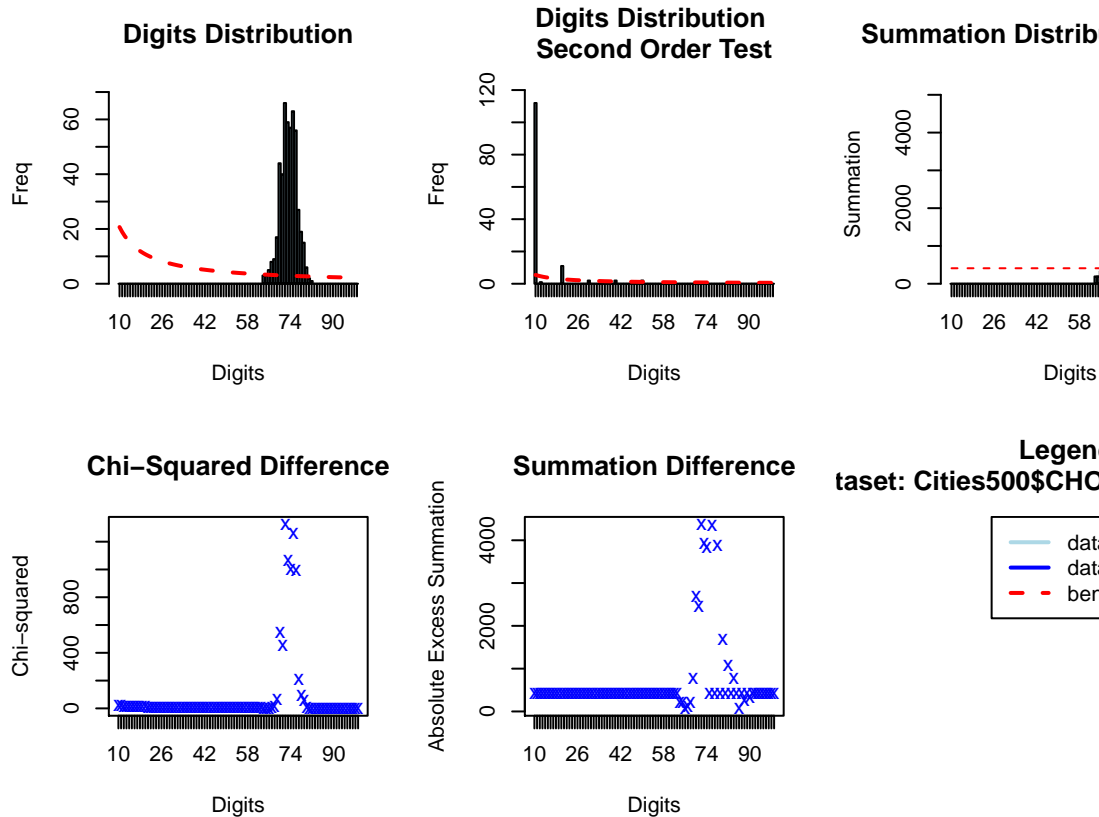 Digits Distribution
Freq
0 20 40 60
10 26 42 58 74 90
Digits
Digits Distribution
Second Order Test
Freq
0 40 80 120
10 26 42 58 74 90
Digits
Summation Distribu
Summation
0 2000 4000
10 26 42 58
Digits
Chi−Squared Difference
Chi−squared
0 200 400 800
10 26 42 58 74 90
Digits
Summation Difference
Absolute Excess Summation
0 2000 4000
10 26 42 58 74 90
Digits
Legen
taset: Cities500$CHC
data
data
ben